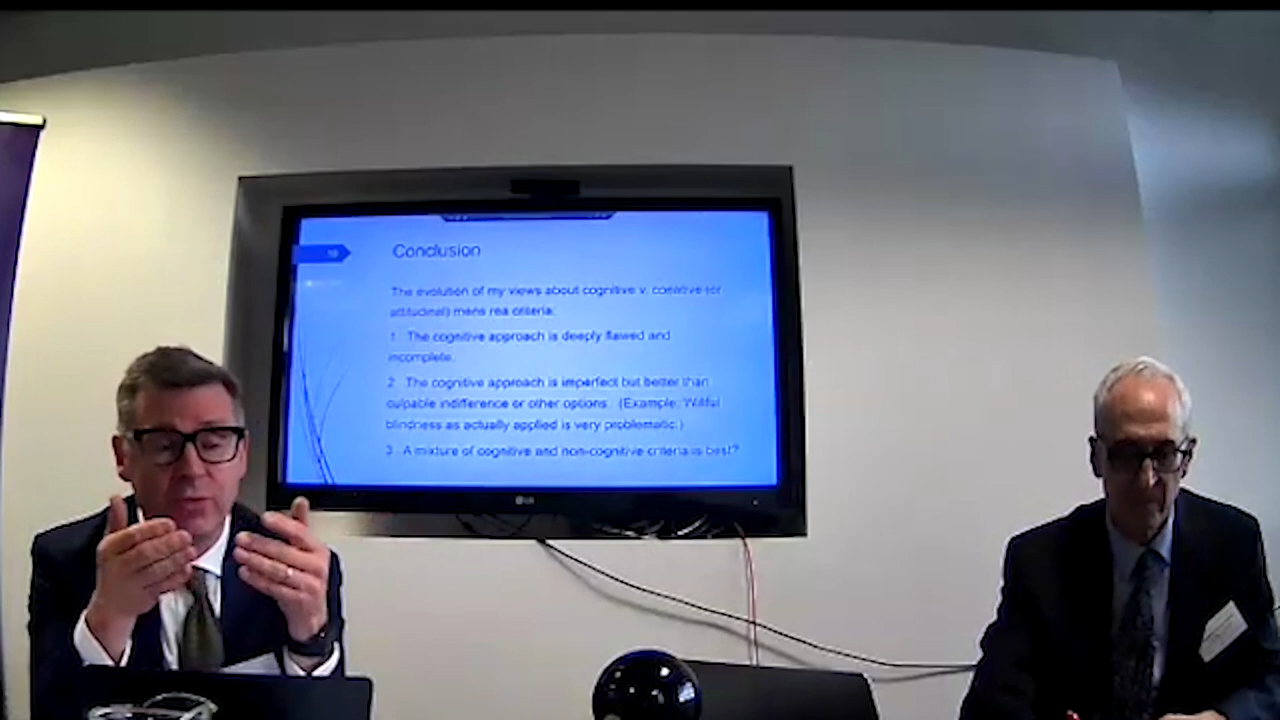 10
Conclusion
The evolution of my views about cognitive v. conative (or
attitudinal) mens rea criteria:
1 The cognitive approach is deeply flawed and
incomplete.
2 The cognitive approach is imperfect but better than
culpable indifference or other options. (Example: Willful
blindness as actually applied is very problematic.)
3 A mixture of cognitive and non-cognitive criteria is best?
LG